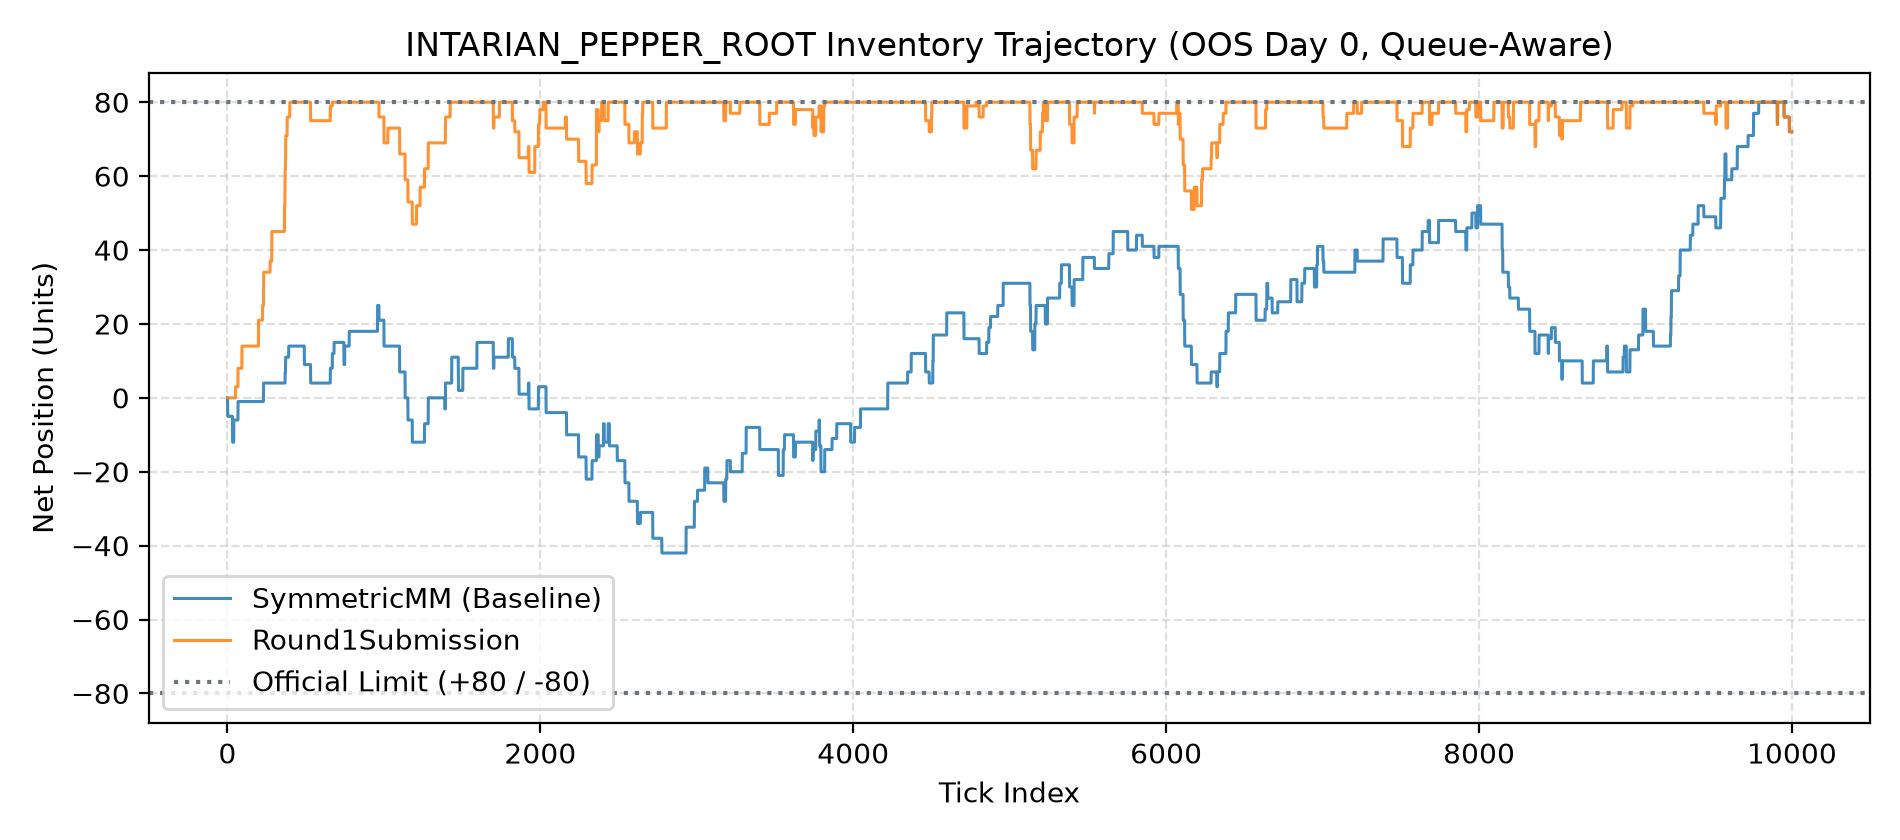 INTARIAN_PEPPER_ROOT Inventory Trajectory (OOS Day 0, Queue-Aware)
Net Position (Units)
80
60
40
20
0
−20
−40
−60
−80
SymmetricMM (Baseline)
Round1Submission
Official Limit (+80 / -80)
0
2000
4000
6000
8000
10000
Tick Index